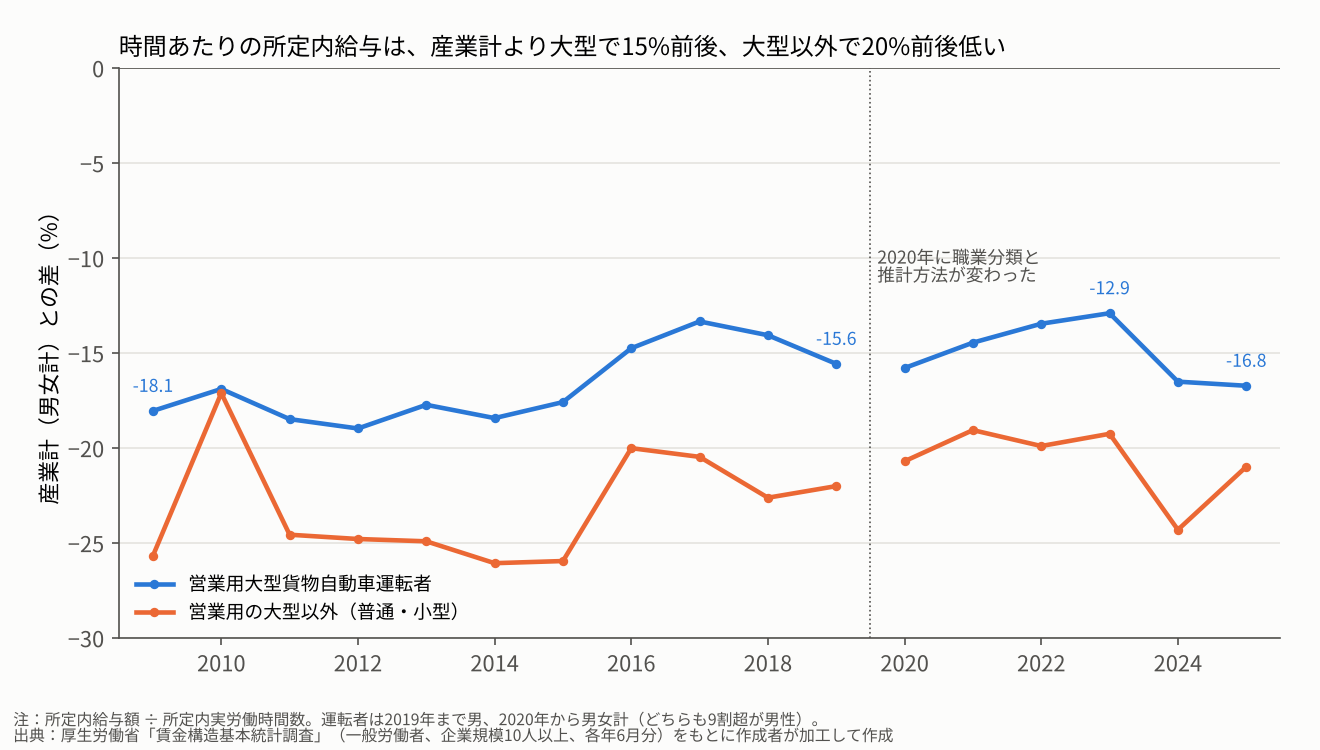 時間あたりの所定内給与は、産業計より大型で15%前後、大型以外で20%前後低い
産業計（男女計）との差（%）
0
−5
−10
−15
−20
−25
−30
2020年に職業分類と
推計方法が変わった
-18.1
-15.6
-12.9
-16.8
営業用大型貨物自動車運転者
営業用の大型以外（普通・小型）
2010
2012
2014
2016
2018
2020
2022
2024
注：所定内給与額 ÷ 所定内実労働時間数。運転者は2019年まで男、2020年から男女計（どちらも9割超が男性）。
出典：厚生労働省「賃金構造基本統計調査」（一般労働者、企業規模10人以上、各年6月分）をもとに作成者が加工して作成